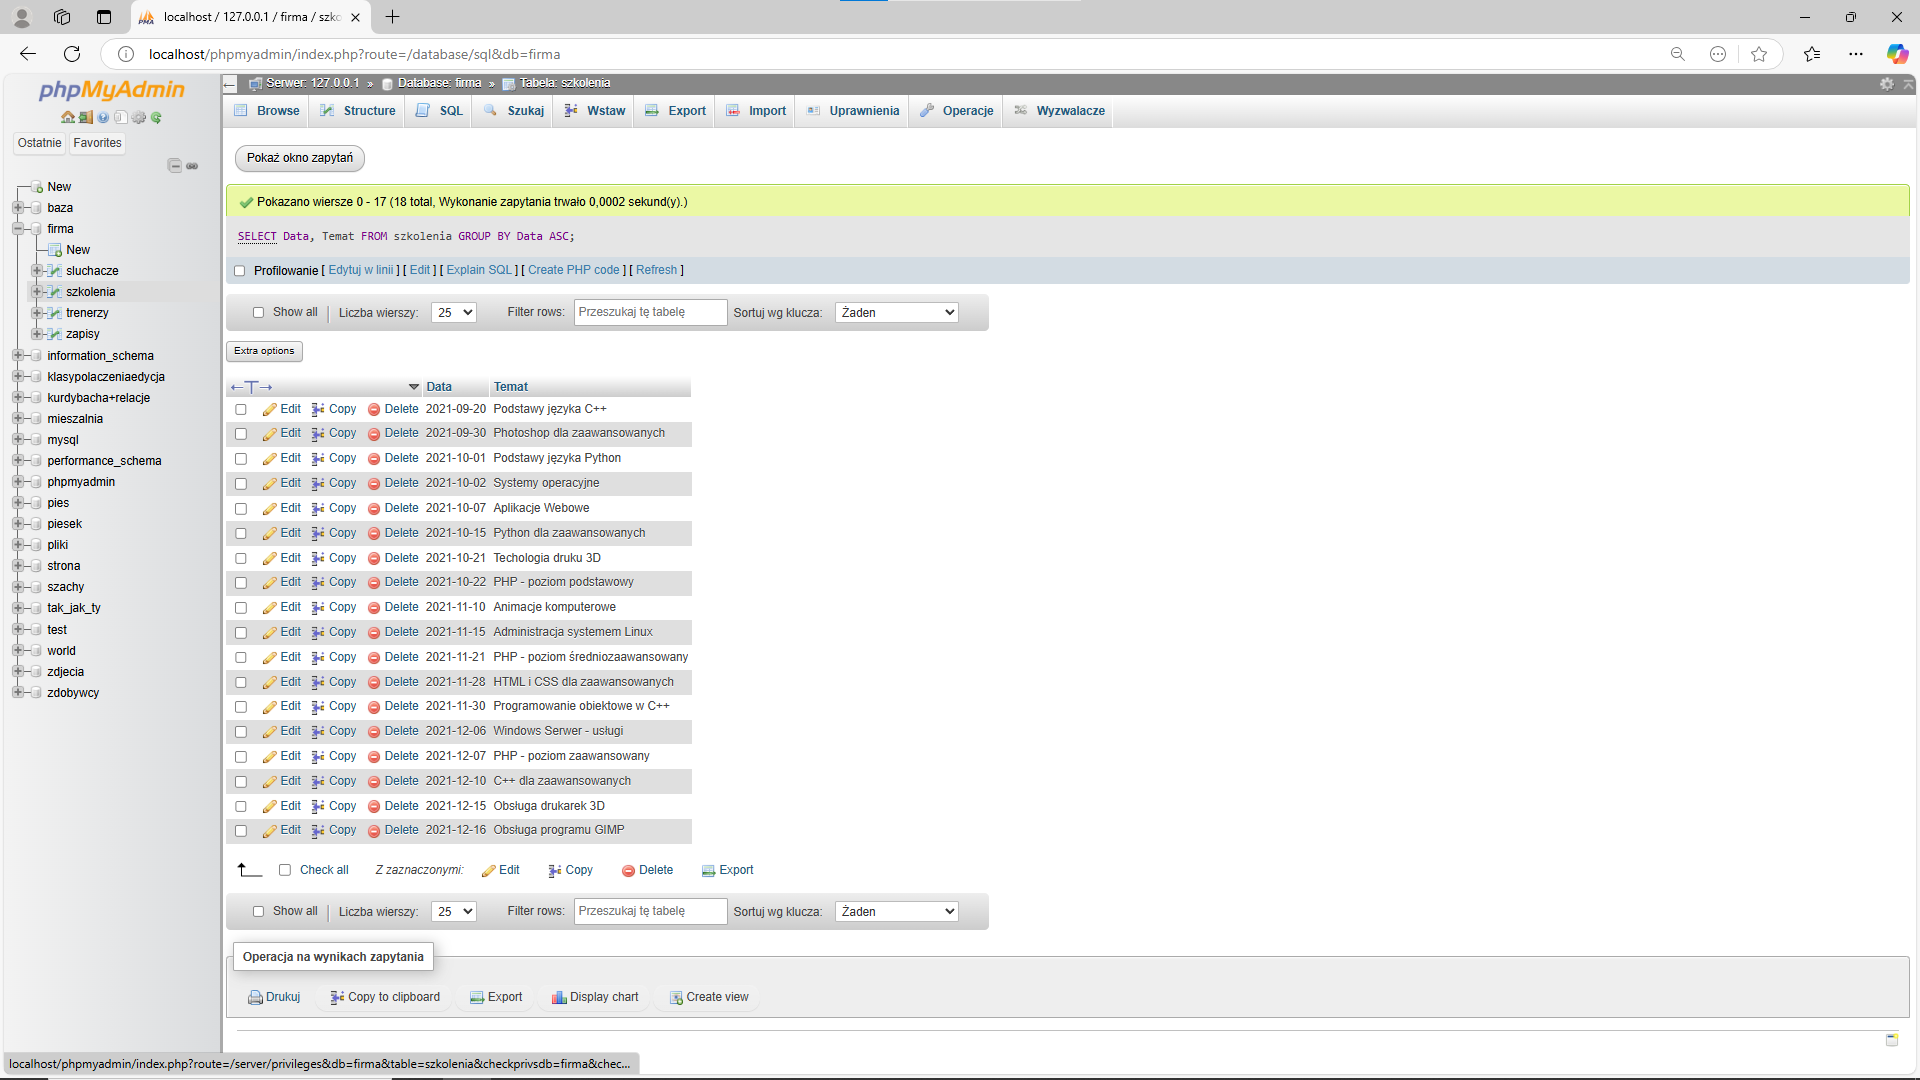 localhost / 127.0.0.1 / firma / szko
localhost/phpmyadmin/index.php?route=/database/sql&db=firma
phpMyAdmin
Ostatnie Favorites
New
baza
firma
New
sluchacze
szkolenia
trenerzy
zapisy
information_schema
klasypolaczeniaedycja
kurdybacha+relacje
mieszalnia
mysql
performance_schema
phpmyadmin
pies
piesek
pliki
strona
szachy
tak_jak_ty
test
world
zdjecia
zdobywcy
Serwer: 127.0.0.1 » Database: firma » Tabela: szkolenia
Browse Structure SQL Szukaj Wstaw Export Import Uprawnienia Operacje Wyzwalacze
Pokaż okno zapytań
Pokazano wiersze 0 - 17 (18 total, Wykonanie zapytania trwało 0,0002 sekund(y).)
SELECT Data, Temat FROM szkolenia GROUP BY Data ASC;
Profilowanie [ Edytuj w linii ] [ Edit ] [ Explain SQL ] [ Create PHP code ] [ Refresh ]
Show all | Liczba wierszy: 25 Filter rows: Przeszukaj tę tabelę Sortuj wg klucza: Żaden
Extra options
←T→ Data Temat
Edit Copy Delete 2021-09-20 Podstawy języka C++
Edit Copy Delete 2021-09-30 Photoshop dla zaawansowanych
Edit Copy Delete 2021-10-01 Podstawy języka Python
Edit Copy Delete 2021-10-02 Systemy operacyjne
Edit Copy Delete 2021-10-07 Aplikacje Webowe
Edit Copy Delete 2021-10-15 Python dla zaawansowanych
Edit Copy Delete 2021-10-21 Techologia druku 3D
Edit Copy Delete 2021-10-22 PHP - poziom podstawowy
Edit Copy Delete 2021-11-10 Animacje komputerowe
Edit Copy Delete 2021-11-15 Administracja systemem Linux
Edit Copy Delete 2021-11-21 PHP - poziom średniozaawansowany
Edit Copy Delete 2021-11-28 HTML i CSS dla zaawansowanych
Edit Copy Delete 2021-11-30 Programowanie obiektowe w C++
Edit Copy Delete 2021-12-06 Windows Serwer - usługi
Edit Copy Delete 2021-12-07 PHP - poziom zaawansowany
Edit Copy Delete 2021-12-10 C++ dla zaawansowanych
Edit Copy Delete 2021-12-15 Obsługa drukarek 3D
Edit Copy Delete 2021-12-16 Obsługa programu GIMP
Check all Z zaznaczonymi: Edit Copy Delete Export
Show all | Liczba wierszy: 25 Filter rows: Przeszukaj tę tabelę Sortuj wg klucza: Żaden
Operacja na wynikach zapytania
Drukuj Copy to clipboard Export Display chart Create view
localhost/phpmyadmin/index.php?route=/server/privileges&db=firma&table=szkolenia&checkprivsdb=firma&chec...